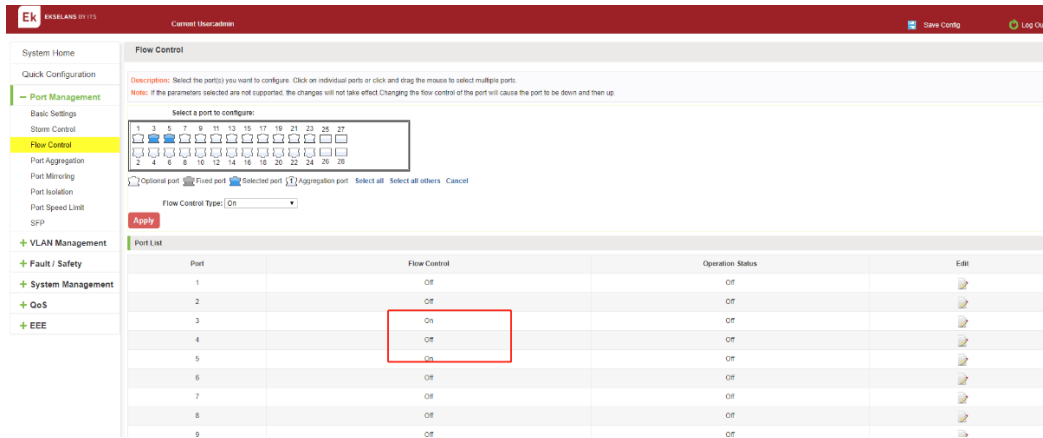 Ek EKSELANS BY ITS
Current User:admin
Save Config
Log Ou
System Home
Quick Configuration
− Port Management
Basic Settings
Storm Control
Flow Control
Port Aggregation
Port Mirroring
Port Isolation
Port Speed Limit
SFP
+ VLAN Management
+ Fault / Safety
+ System Management
+ QoS
+ EEE
Flow Control
Description: Select the port(s) you want to configure. Click on individual ports or click and drag the mouse to select multiple ports.
Note: If the parameters selected are not supported, the changes will not take effect.Changing the flow control of the port will cause the port to be down and then up.
Select a port to configure:
1 3 5 7 9 11 13 15 17 19 21 23 25 27
2 4 6 8 10 12 14 16 18 20 22 24 26 28
Optional port Fixed port Selected port 1 Aggregation port Select all Select all others Cancel
Flow Control Type: On
Apply
Port List
Port Flow Control Operation Status Edit
1 Off Off
2 Off Off
3 On Off
4 Off Off
5 On Off
6 Off Off
7 Off Off
8 Off Off
9 Off Off